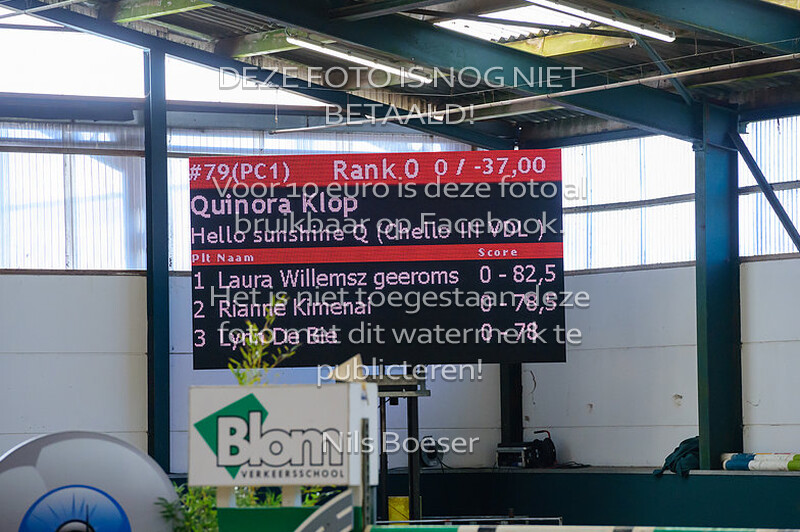 DEZE FOTO IS NOG NIET
BETAALD!
#79(PC1) Rank.0 0 / -37,00
Voor 10 euro is deze foto al
Quinora Klop
bruikbaar op Facebook.
Hello sunshine Q (Chello III VDL )
Plt Naam Score
1 Laura Willemsz geeroms 0 - 82,5
Het is niet toegestaan deze
2 Rianne Kimenai 0 - 78,5
foto met dit watermerk te
3 Lynn De Bie 0 - 78
publiceren!
Blom
VERKEERSSCHOOL
Niels Boeser